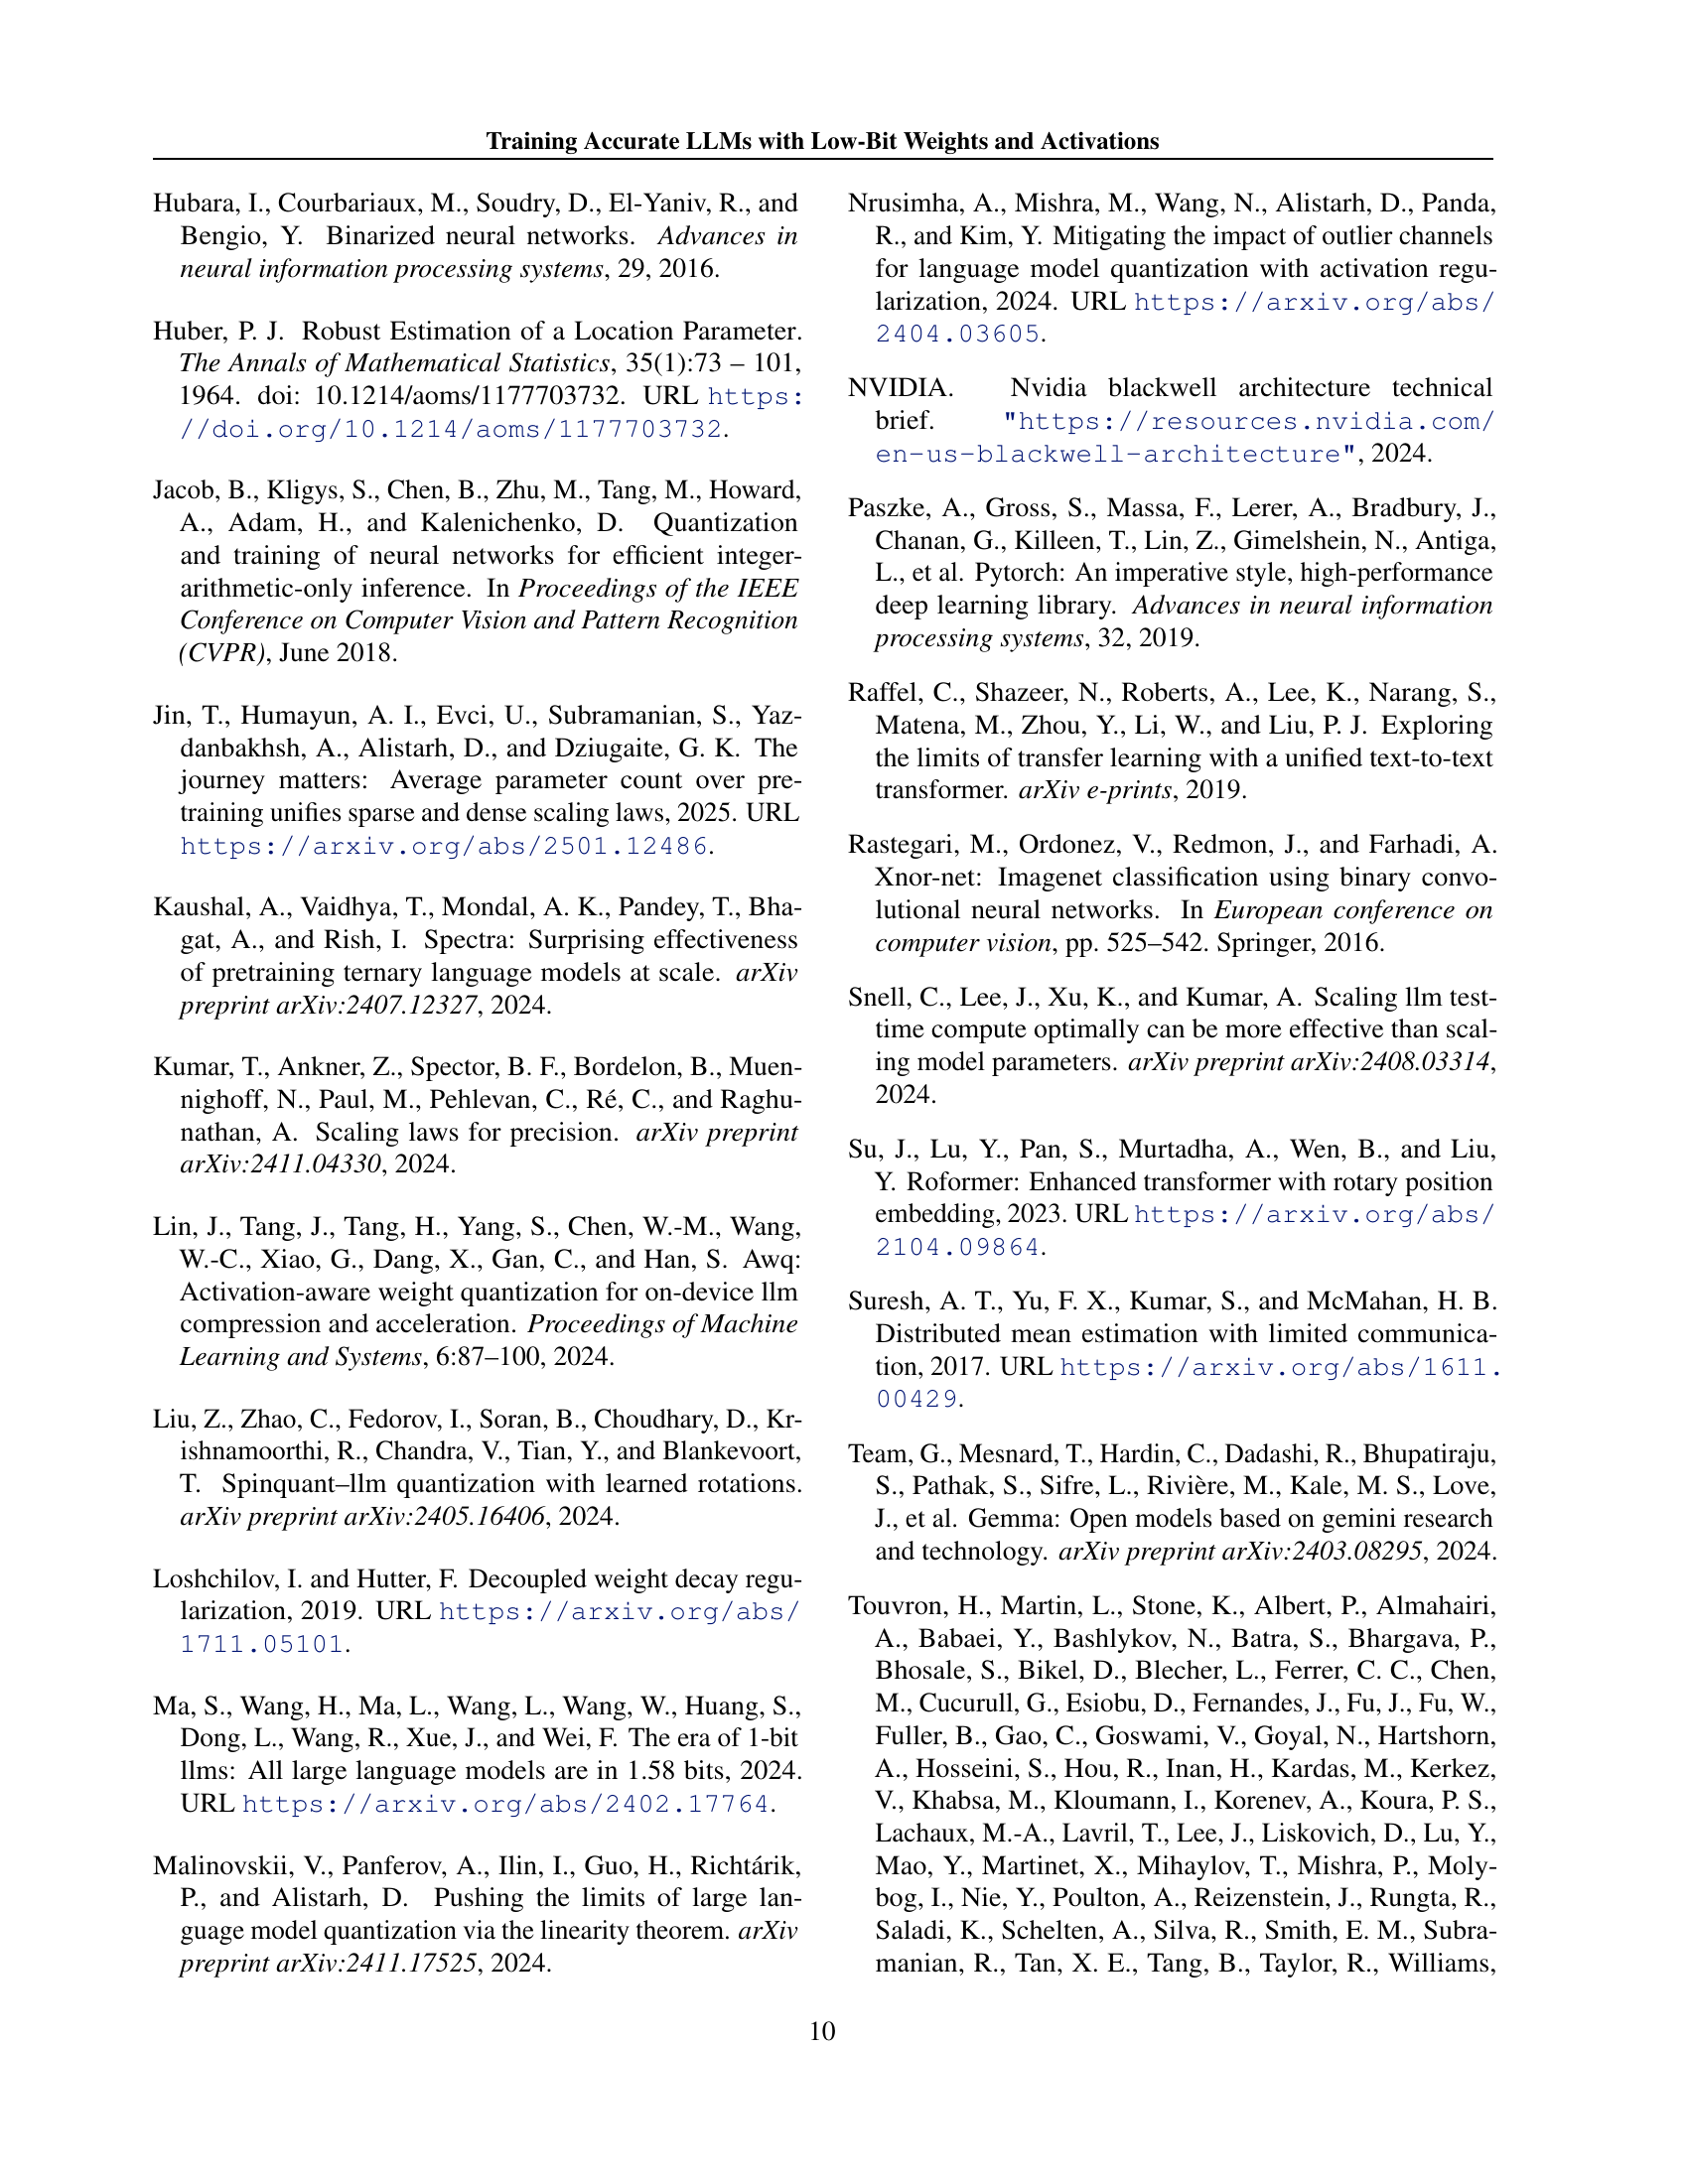 Training Accurate LLMs with Low-Bit Weights and Activations
Hubara, I., Courbariaux, M., Soudry, D., El-Yaniv, R., and
Bengio, Y. Binarized neural networks. Advances in
neural information processing systems, 29, 2016.
Huber, P. J. Robust Estimation of a Location Parameter.
The Annals of Mathematical Statistics, 35(1):73 – 101,
1964. doi: 10.1214/aoms/1177703732. URL https:
//doi.org/10.1214/aoms/1177703732.
Jacob, B., Kligys, S., Chen, B., Zhu, M., Tang, M., Howard,
A., Adam, H., and Kalenichenko, D. Quantization
and training of neural networks for efficient integer-
arithmetic-only inference. In Proceedings of the IEEE
Conference on Computer Vision and Pattern Recognition
(CVPR), June 2018.
Jin, T., Humayun, A. I., Evci, U., Subramanian, S., Yaz-
danbakhsh, A., Alistarh, D., and Dziugaite, G. K. The
journey matters: Average parameter count over pre-
training unifies sparse and dense scaling laws, 2025. URL
https://arxiv.org/abs/2501.12486.
Kaushal, A., Vaidhya, T., Mondal, A. K., Pandey, T., Bha-
gat, A., and Rish, I. Spectra: Surprising effectiveness
of pretraining ternary language models at scale. arXiv
preprint arXiv:2407.12327, 2024.
Kumar, T., Ankner, Z., Spector, B. F., Bordelon, B., Muen-
nighoff, N., Paul, M., Pehlevan, C., Ré, C., and Raghu-
nathan, A. Scaling laws for precision. arXiv preprint
arXiv:2411.04330, 2024.
Lin, J., Tang, J., Tang, H., Yang, S., Chen, W.-M., Wang,
W.-C., Xiao, G., Dang, X., Gan, C., and Han, S. Awq:
Activation-aware weight quantization for on-device llm
compression and acceleration. Proceedings of Machine
Learning and Systems, 6:87–100, 2024.
Liu, Z., Zhao, C., Fedorov, I., Soran, B., Choudhary, D., Kr-
ishnamoorthi, R., Chandra, V., Tian, Y., and Blankevoort,
T. Spinquant–llm quantization with learned rotations.
arXiv preprint arXiv:2405.16406, 2024.
Loshchilov, I. and Hutter, F. Decoupled weight decay regu-
larization, 2019. URL https://arxiv.org/abs/
1711.05101.
Ma, S., Wang, H., Ma, L., Wang, L., Wang, W., Huang, S.,
Dong, L., Wang, R., Xue, J., and Wei, F. The era of 1-bit
llms: All large language models are in 1.58 bits, 2024.
URL https://arxiv.org/abs/2402.17764.
Malinovskii, V., Panferov, A., Ilin, I., Guo, H., Richtárik,
P., and Alistarh, D. Pushing the limits of large lan-
guage model quantization via the linearity theorem. arXiv
preprint arXiv:2411.17525, 2024.
Nrusimha, A., Mishra, M., Wang, N., Alistarh, D., Panda,
R., and Kim, Y. Mitigating the impact of outlier channels
for language model quantization with activation regu-
larization, 2024. URL https://arxiv.org/abs/
2404.03605.
NVIDIA. Nvidia blackwell architecture technical
brief. "https://resources.nvidia.com/
en-us-blackwell-architecture", 2024.
Paszke, A., Gross, S., Massa, F., Lerer, A., Bradbury, J.,
Chanan, G., Killeen, T., Lin, Z., Gimelshein, N., Antiga,
L., et al. Pytorch: An imperative style, high-performance
deep learning library. Advances in neural information
processing systems, 32, 2019.
Raffel, C., Shazeer, N., Roberts, A., Lee, K., Narang, S.,
Matena, M., Zhou, Y., Li, W., and Liu, P. J. Exploring
the limits of transfer learning with a unified text-to-text
transformer. arXiv e-prints, 2019.
Rastegari, M., Ordonez, V., Redmon, J., and Farhadi, A.
Xnor-net: Imagenet classification using binary convo-
lutional neural networks. In European conference on
computer vision, pp. 525–542. Springer, 2016.
Snell, C., Lee, J., Xu, K., and Kumar, A. Scaling llm test-
time compute optimally can be more effective than scal-
ing model parameters. arXiv preprint arXiv:2408.03314,
2024.
Su, J., Lu, Y., Pan, S., Murtadha, A., Wen, B., and Liu,
Y. Roformer: Enhanced transformer with rotary position
embedding, 2023. URL https://arxiv.org/abs/
2104.09864.
Suresh, A. T., Yu, F. X., Kumar, S., and McMahan, H. B.
Distributed mean estimation with limited communica-
tion, 2017. URL https://arxiv.org/abs/1611.
00429.
Team, G., Mesnard, T., Hardin, C., Dadashi, R., Bhupatiraju,
S., Pathak, S., Sifre, L., Rivière, M., Kale, M. S., Love,
J., et al. Gemma: Open models based on gemini research
and technology. arXiv preprint arXiv:2403.08295, 2024.
Touvron, H., Martin, L., Stone, K., Albert, P., Almahairi,
A., Babaei, Y., Bashlykov, N., Batra, S., Bhargava, P.,
Bhosale, S., Bikel, D., Blecher, L., Ferrer, C. C., Chen,
M., Cucurull, G., Esiobu, D., Fernandes, J., Fu, J., Fu, W.,
Fuller, B., Gao, C., Goswami, V., Goyal, N., Hartshorn,
A., Hosseini, S., Hou, R., Inan, H., Kardas, M., Kerkez,
V., Khabsa, M., Kloumann, I., Korenev, A., Koura, P. S.,
Lachaux, M.-A., Lavril, T., Lee, J., Liskovich, D., Lu, Y.,
Mao, Y., Martinet, X., Mihaylov, T., Mishra, P., Moly-
bog, I., Nie, Y., Poulton, A., Reizenstein, J., Rungta, R.,
Saladi, K., Schelten, A., Silva, R., Smith, E. M., Subra-
manian, R., Tan, X. E., Tang, B., Taylor, R., Williams,
10